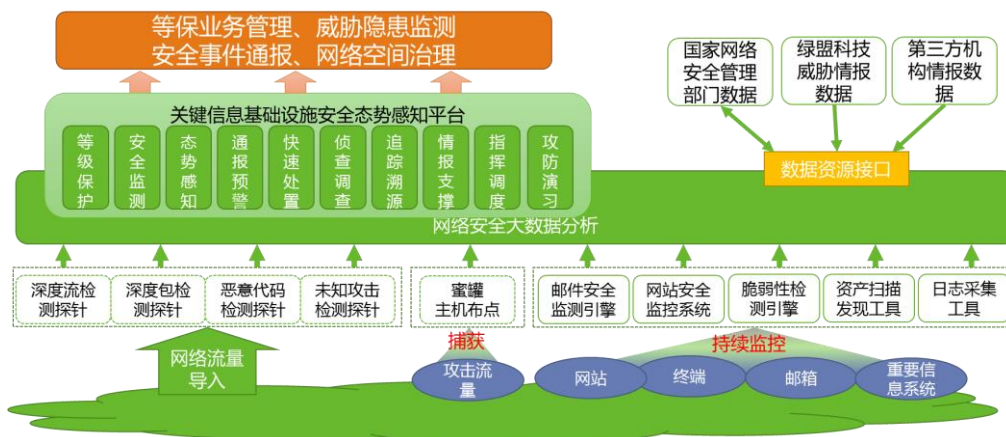 等保业务管理、威胁隐患监测
安全事件通报、网络空间治理
国家网络
安全管理
部门数据
绿盟科技
威胁情报
数据
第三方机
构情报数
据
关键信息基础设施安全态势感知平台
等级保护
安全监测
态势感知
通报预警
快速处置
侦查调查
追踪溯源
情报支撑
指挥调度
攻防演习
数据资源接口
网络安全大数据分析
深度流检
测探针
深度包检
测探针
恶意代码
检测探针
未知攻击
检测探针
蜜罐
主机布点
邮件安全
监测引擎
网站安全
监控系统
脆弱性检
测引擎
资产扫描
发现工具
日志采集
工具
网络流量
导入
捕获
攻击流
量
持续监控
网站
终端
邮箱
重要信
息系统